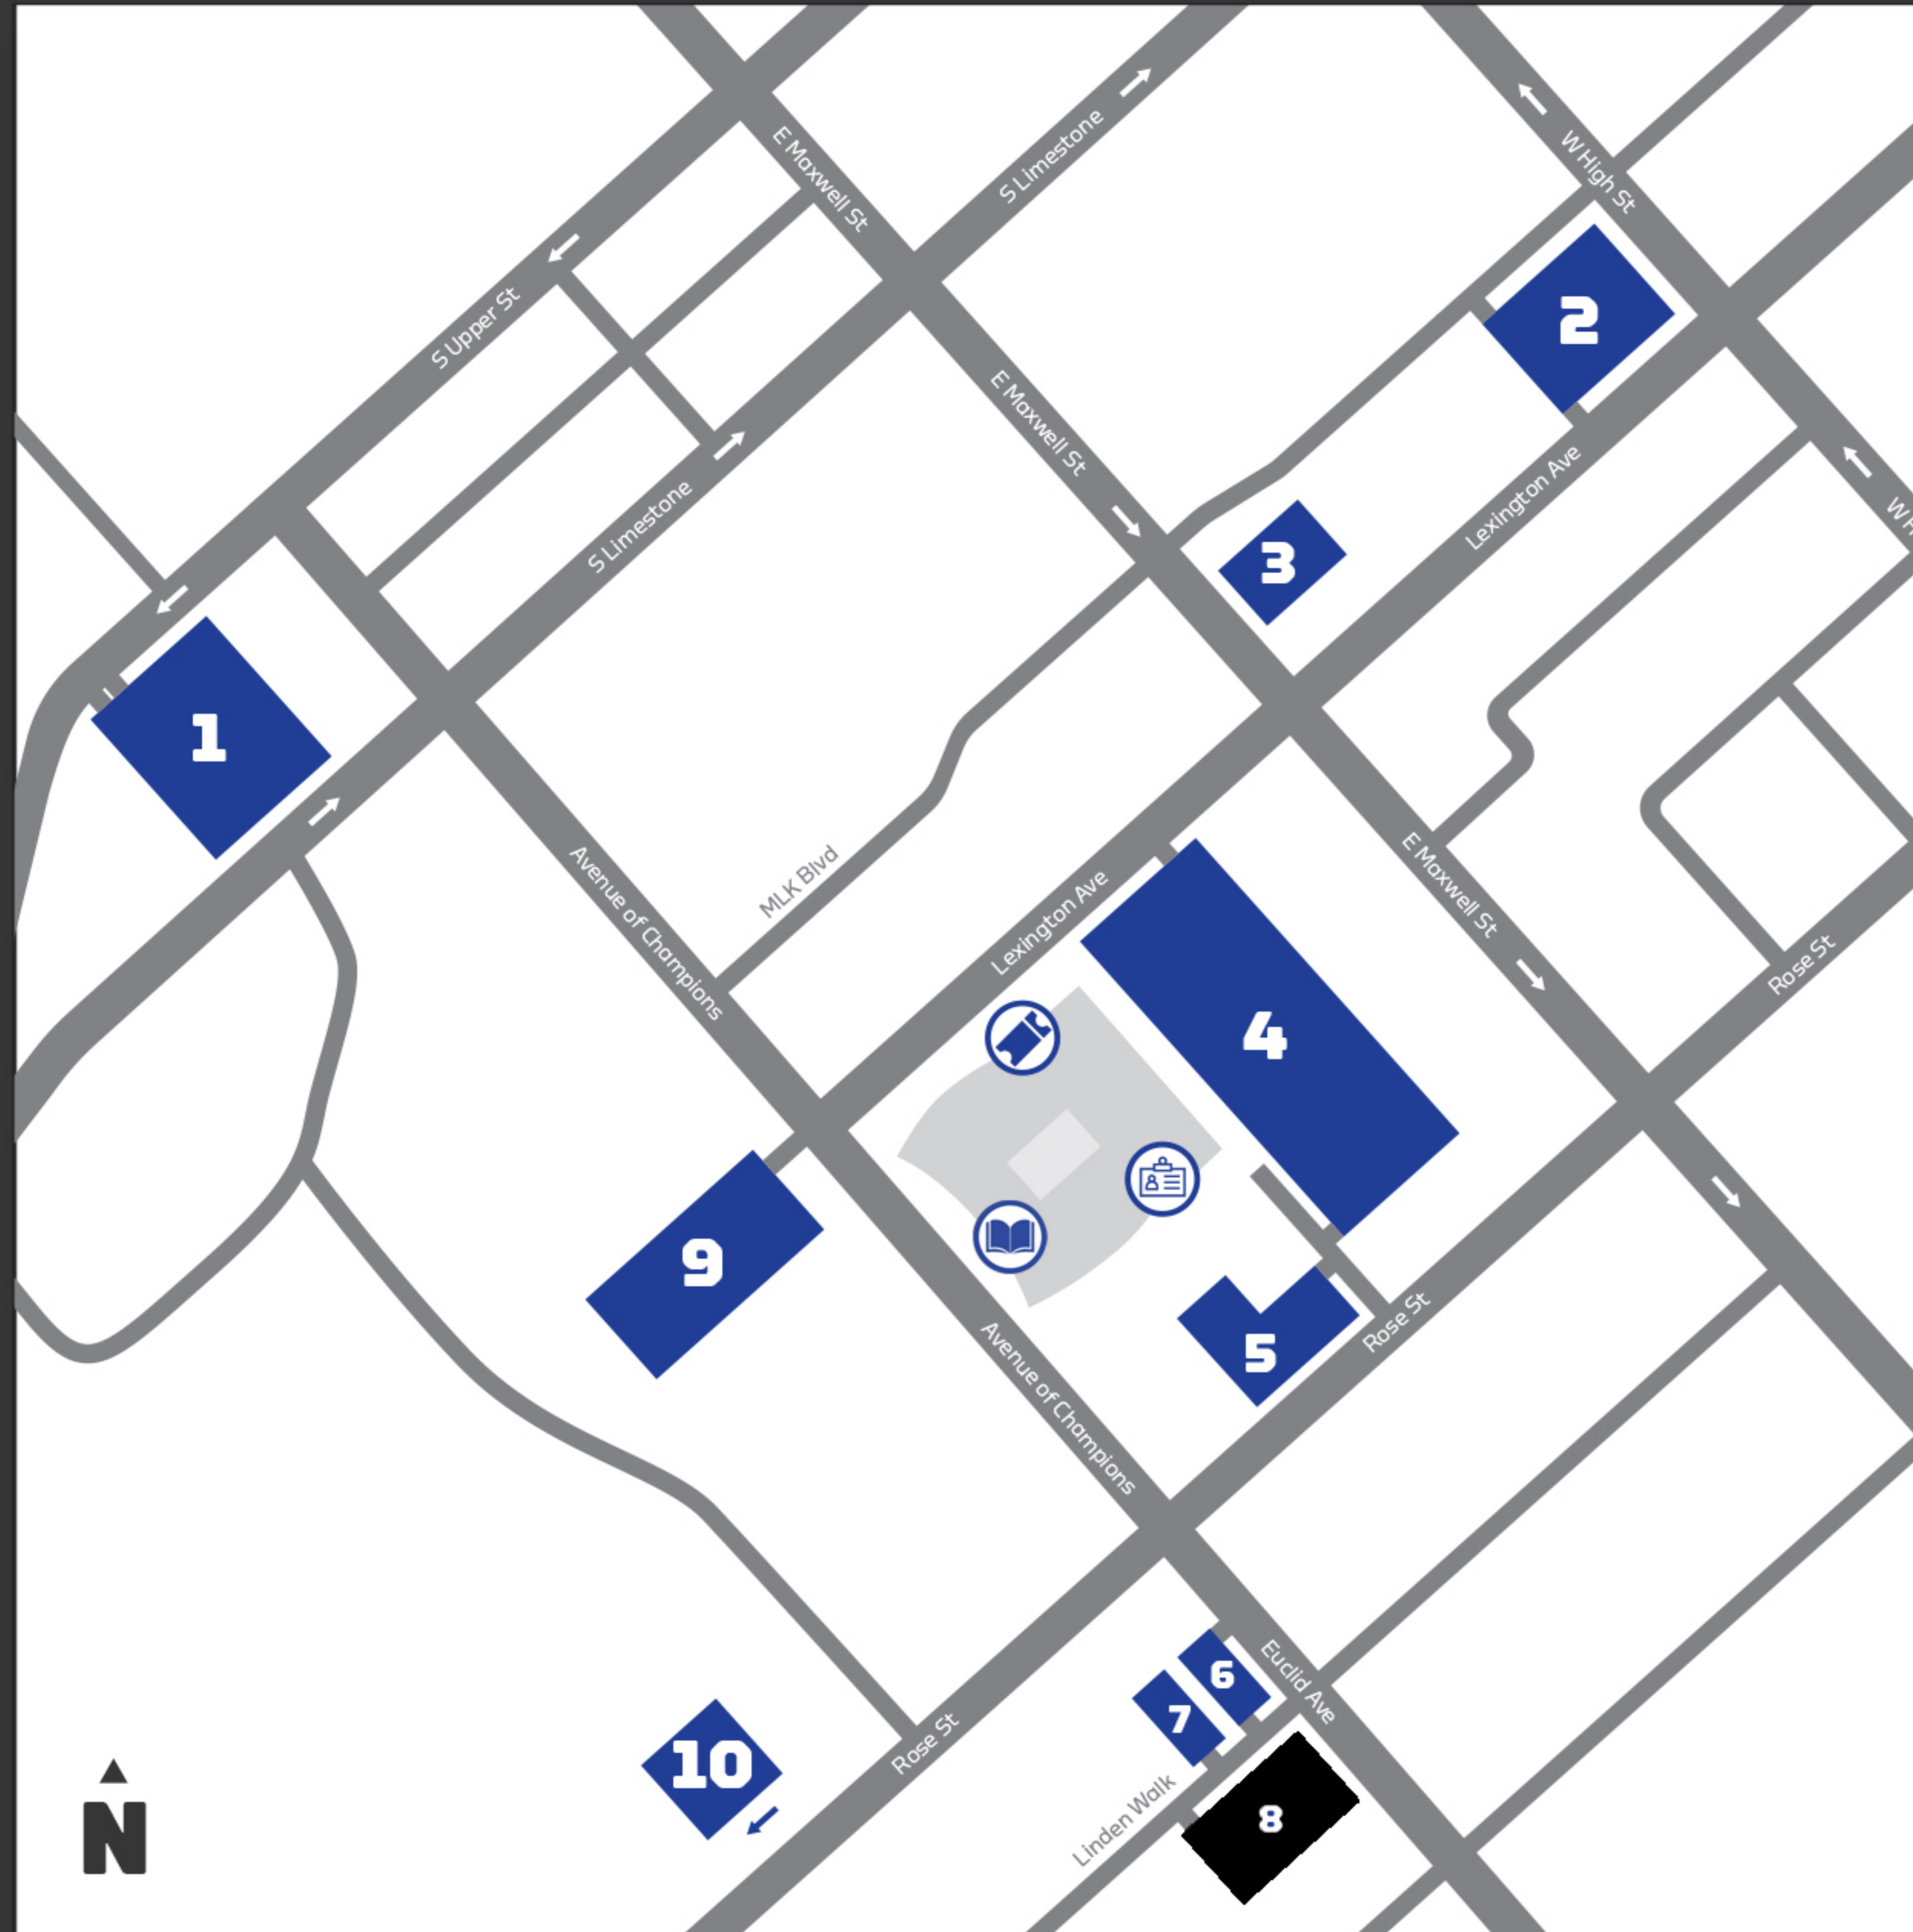 E Maxwell St
S Limestone
W High St
2
S Upper St
E Maxwell St
Lexington Ave
S Limestone
3
W H
1
Avenue of Champions
MLK Blvd
Lexington Ave
E Maxwell St
Rose St
4
9
5
Rose St
Avenue of Champions
6
Euclid Ave
7
Rose St
10
Linden Walk
8
N